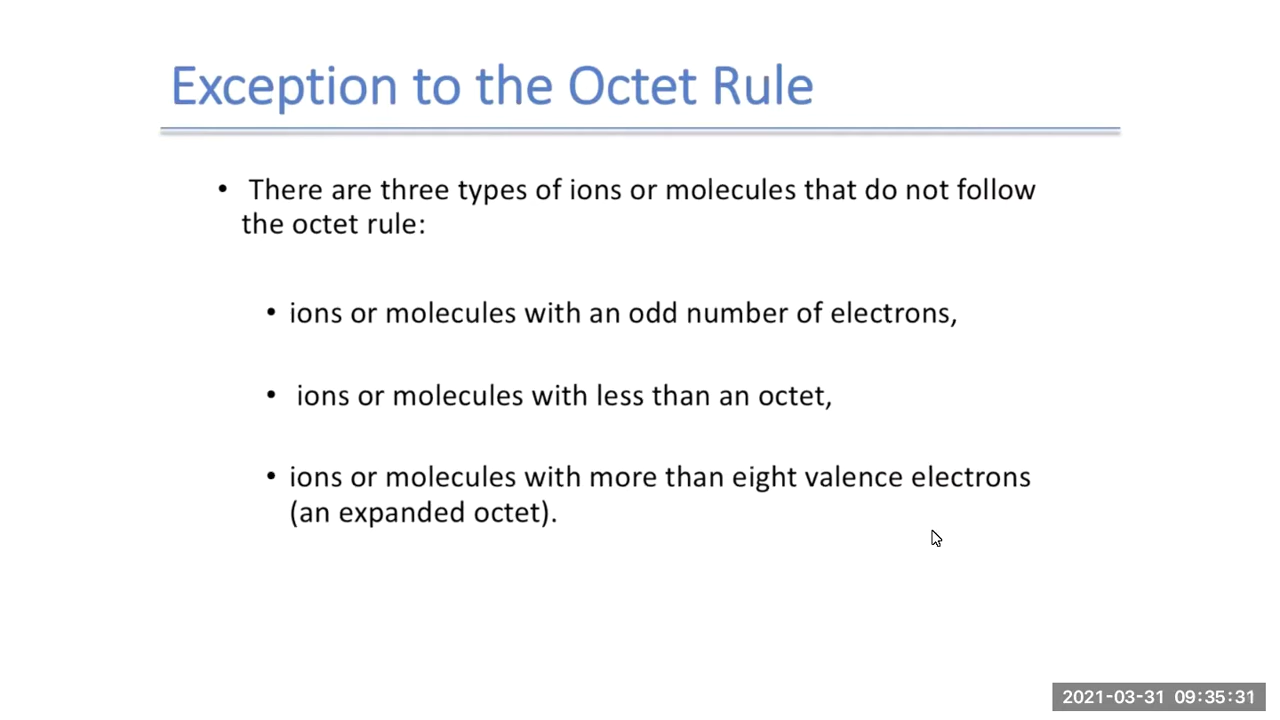 Exception to the Octet Rule
• There are three types of ions or molecules that do not follow
the octet rule:
• ions or molecules with an odd number of electrons,
• ions or molecules with less than an octet,
• ions or molecules with more than eight valence electrons
(an expanded octet).
2021-03-31 09:35:31